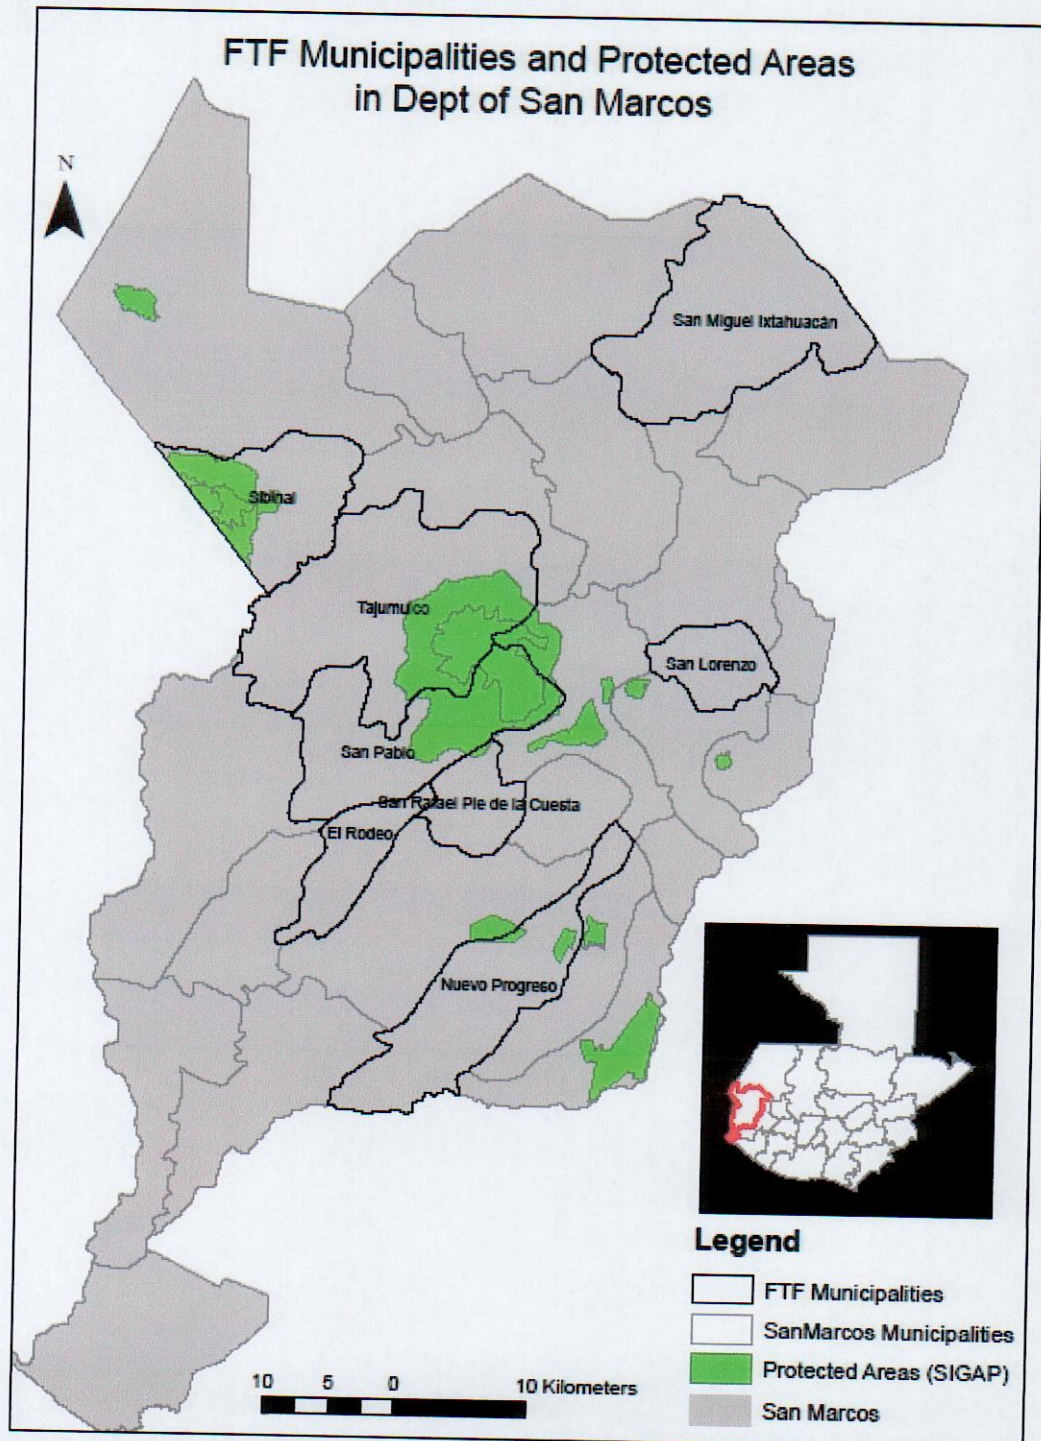 FTF Municipalities and Protected Areas
in Dept of San Marcos
N
San Miguel Ixtahuacán
Sibinal
Tajumulco
San Lorenzo
San Pablo
San Rafael Pie de la Cuesta
El Rodeo
Nuevo Progreso
Legend
FTF Municipalities
SanMarcos Municipalities
Protected Areas (SIGAP)
San Marcos
10 5 0 10 Kilometers